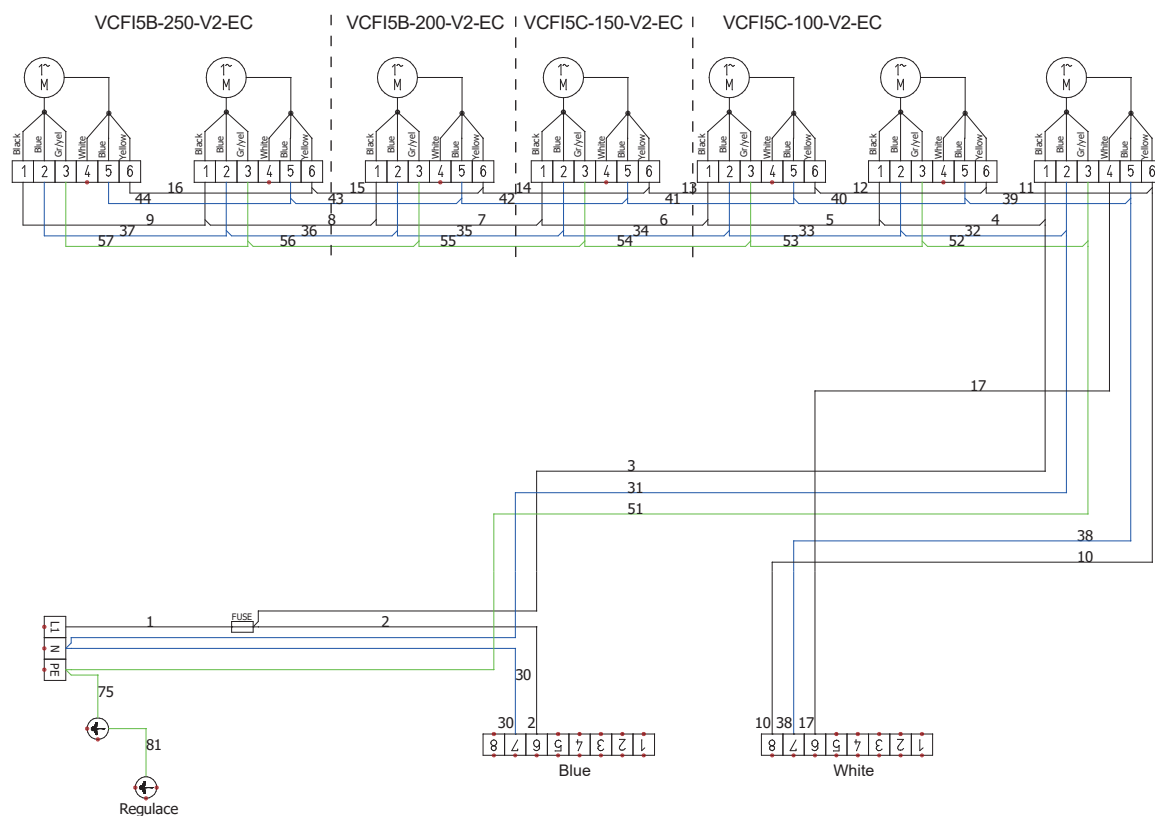 VCFI5B-250-V2-EC VCFI5B-200-V2-EC VCFI5C-150-V2-EC VCFI5C-100-V2-EC
1~ 1~ 1~ 1~ 1~ 1~ 1~
M M M M M M M
Black Blue Gr/yel White Blue Yellow Black Blue Gr/yel White Blue Yellow Black Blue Gr/yel White Blue Yellow Black Blue Gr/yel White Blue Yellow Black Blue Gr/yel White Blue Yellow Black Blue Gr/yel White Blue Yellow Black Blue Gr/yel White Blue Yellow
1 2 3 4 5 6 1 2 3 4 5 6 1 2 3 4 5 6 1 2 3 4 5 6 1 2 3 4 5 6 1 2 3 4 5 6 1 2 3 4 5 6
16 15 14 13 12 11
44 43 42 41 40 39
9 8 7 6 5 4
37 36 35 34 33 32
57 56 55 54 53 52
17
3
31
51
38
10
FUSE
L1 1 2
N
PE
30
75
30 2 10 38 17
81
8 7 6 5 4 3 2 1 8 7 6 5 4 3 2 1
Blue White
Regulace